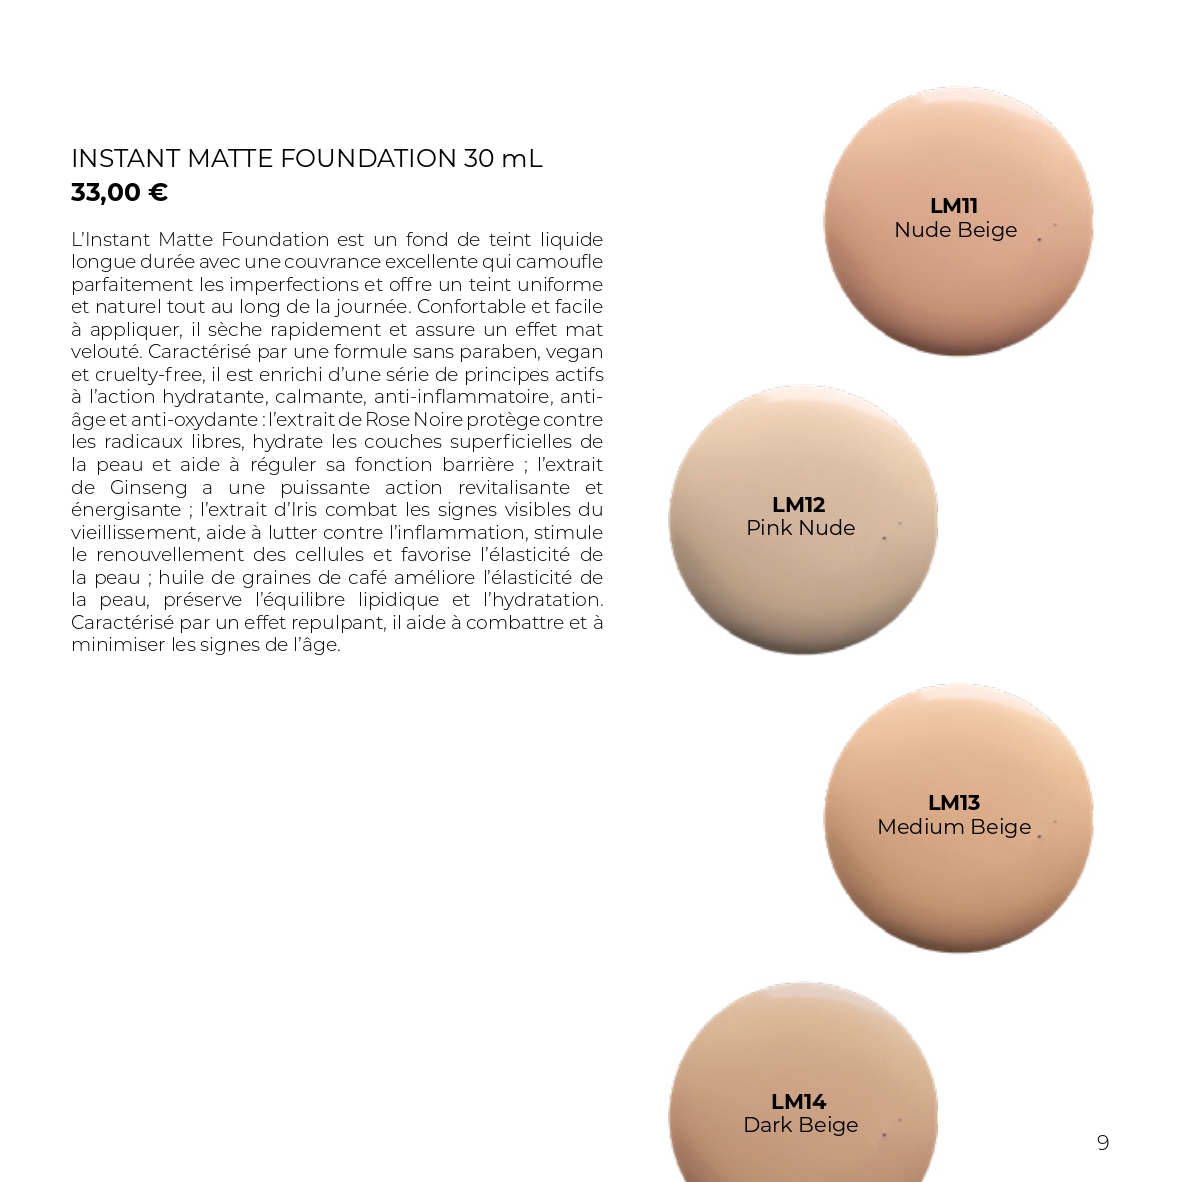 INSTANT MATTE FOUNDATION 30 mL
33,00 €
L’Instant Matte Foundation est un fond de teint liquide
longue durée avec une couvrance excellente qui camoufle
parfaitement les imperfections et offre un teint uniforme
et naturel tout au long de la journée. Confortable et facile
à appliquer, il sèche rapidement et assure un effet mat
velouté. Caractérisé par une formule sans paraben, vegan
et cruelty-free, il est enrichi d’une série de principes actifs
à l’action hydratante, calmante, anti-inflammatoire, anti-
âge et anti-oxydante : l’extrait de Rose Noire protège contre
les radicaux libres, hydrate les couches superficielles de
la peau et aide à réguler sa fonction barrière ; l’extrait
de Ginseng a une puissante action revitalisante et
énergisante ; l’extrait d’Iris combat les signes visibles du
vieillissement, aide à lutter contre l’inflammation, stimule
le renouvellement des cellules et favorise l’élasticité de
la peau ; huile de graines de café améliore l’élasticité de
la peau, préserve l’équilibre lipidique et l’hydratation.
Caractérisé par un effet repulpant, il aide à combattre et à
minimiser les signes de l’âge.
LM11
Nude Beige
LM12
Pink Nude
LM13
Medium Beige
LM14
Dark Beige
9